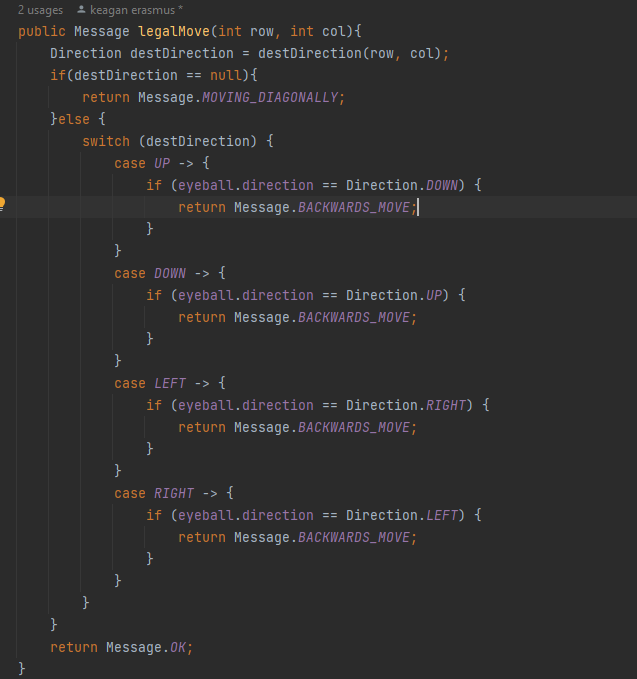 2 usages keagan erasmus *
public Message legalMove(int row, int col){
    Direction destDirection = destDirection(row, col);
    if(destDirection == null){
        return Message.MOVING_DIAGONALLY;
    }else {
        switch (destDirection) {
            case UP -> {
                if (eyeball.direction == Direction.DOWN) {
                    return Message.BACKWARDS_MOVE;
                }
            }
            case DOWN -> {
                if (eyeball.direction == Direction.UP) {
                    return Message.BACKWARDS_MOVE;
                }
            }
            case LEFT -> {
                if (eyeball.direction == Direction.RIGHT) {
                    return Message.BACKWARDS_MOVE;
                }
            }
            case RIGHT -> {
                if (eyeball.direction == Direction.LEFT) {
                    return Message.BACKWARDS_MOVE;
                }
            }
        }
    }
    return Message.OK;
}